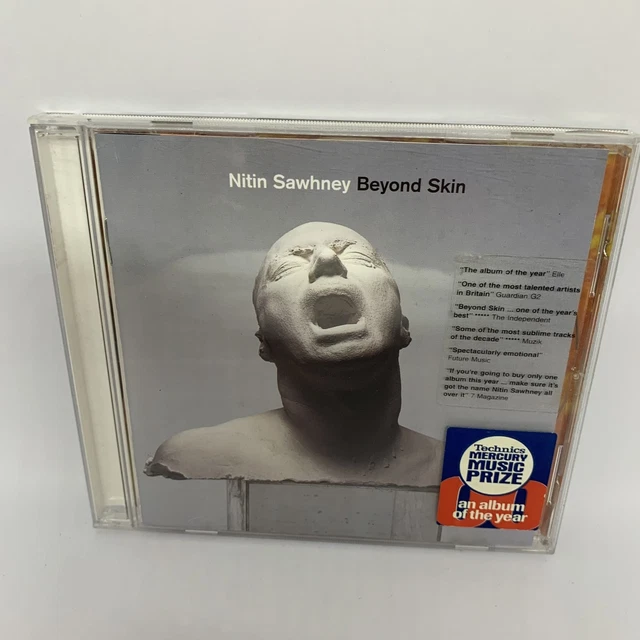 Nitin Sawhney Beyond Skin
"The album of the year" Elle
"One of the most talented artists
in Britain" Guardian G2
"Beyond Skin ... one of the year's
best" ***** The Independent
"Some of the most sublime tracks
of the decade" ***** Muzik
"Spectacularly emotional"
Future Music
"If you're going to buy only one
album this year ... make sure it's
got the name Nitin Sawhney all
over it" 7 Magazine
Technics
MERCURY
MUSIC
PRIZE
an album
of the year